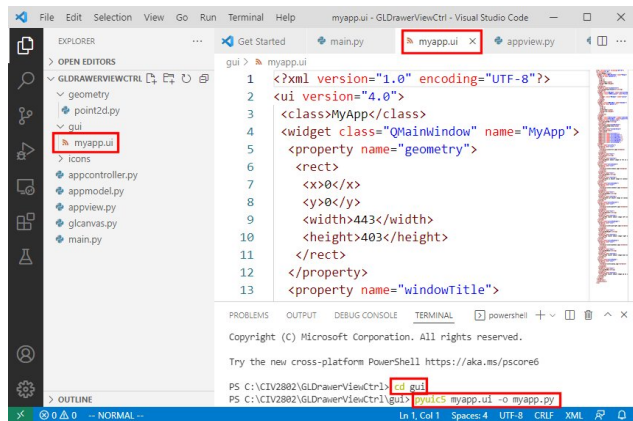 File Edit Selection View Go Run Terminal Help myapp.ui - GLDrawerViewCtrl - Visual Studio Code
EXPLORER
Get Started main.py myapp.ui appview.py
OPEN EDITORS
gui > myapp.ui
GLDRAWERVIEWCTRL
geometry
point2d.py
gui
myapp.ui
icons
appcontroller.py
appmodel.py
appview.py
glcanvas.py
main.py
OUTLINE
1 <?xml version="1.0" encoding="UTF-8"?>
2 <ui version="4.0">
3 <class>MyApp</class>
4 <widget class="QMainWindow" name="MyApp">
5 <property name="geometry">
6 <rect>
7 <x>0</x>
8 <y>0</y>
9 <width>443</width>
10 <height>403</height>
11 </rect>
12 </property>
13 <property name="windowTitle">
PROBLEMS OUTPUT DEBUG CONSOLE TERMINAL powershell
Copyright (C) Microsoft Corporation. All rights reserved.
Try the new cross-platform PowerShell https://aka.ms/pscore6
PS C:\CIV2802\GLDrawerViewCtrl> cd gui
PS C:\CIV2802\GLDrawerViewCtrl\gui> pyuic5 myapp.ui -o myapp.py
0 0 -- NORMAL -- Ln 1, Col 1 Spaces: 4 UTF-8 CRLF XML